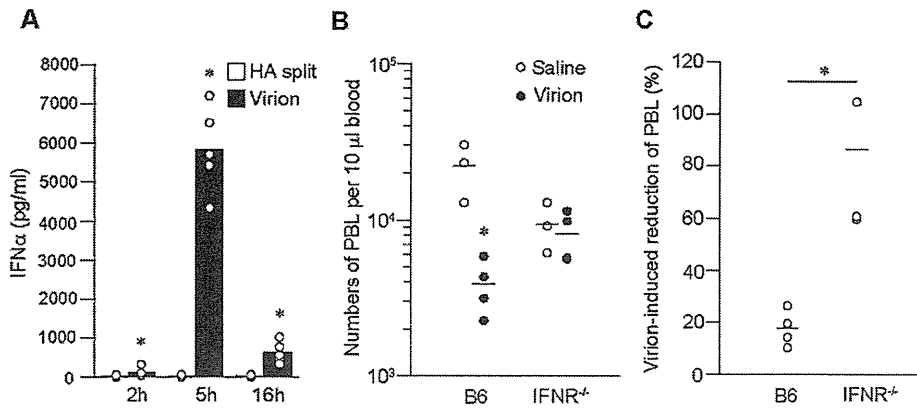 A
IFNα (pg/ml)
8000
7000
6000
5000
4000
3000
2000
1000
0
*
*
*
HA split
Virion
2h
5h
16h
B
Numbers of PBL per 10 µl blood
10⁵
10⁴
10³
Saline
Virion
*
B6
IFNR⁻/⁻
C
Virion-induced reduction of PBL (%)
120
100
80
60
40
20
0
*
B6
IFNR⁻/⁻